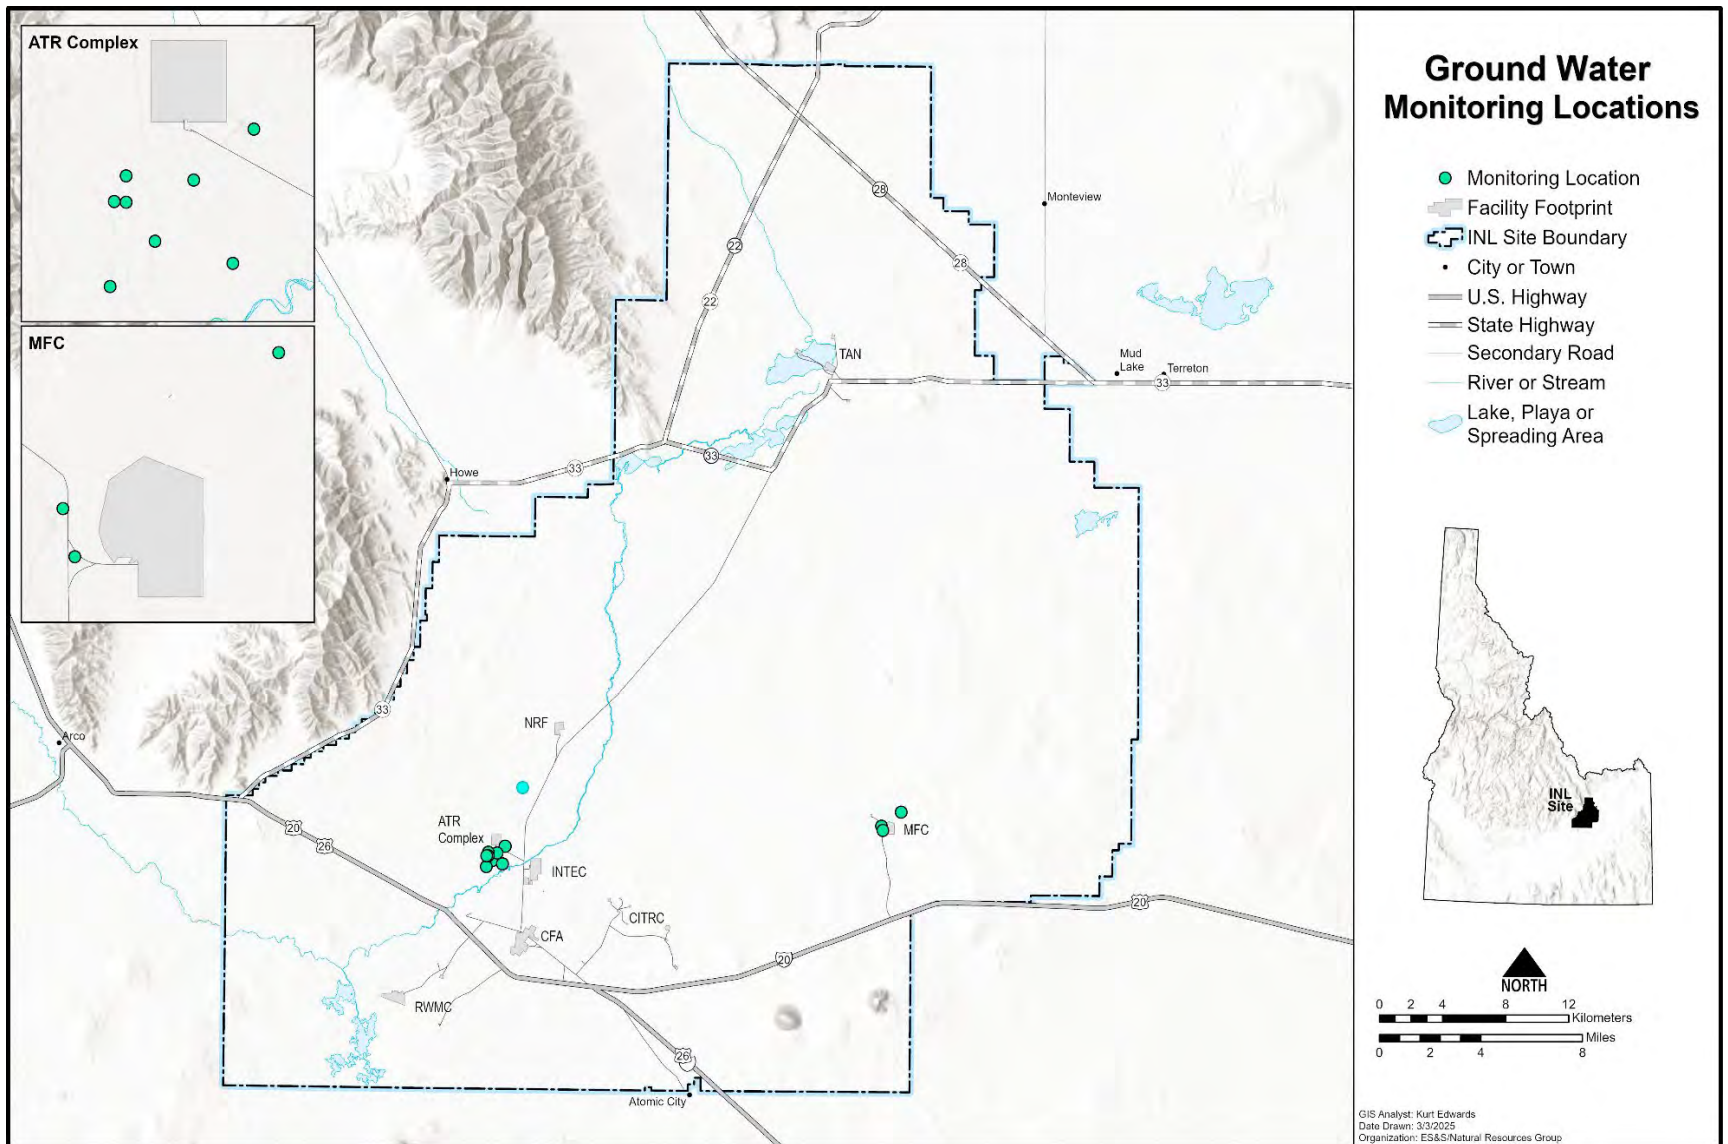 ATR Complex
MFC
Ground Water
Monitoring Locations
Monitoring Location
Facility Footprint
INL Site Boundary
City or Town
U.S. Highway
State Highway
Secondary Road
River or Stream
Lake, Playa or
Spreading Area
28
Monteview
22
28
22
TAN
Mud
Lake
Terreton
33
33
Howe
33
33
NRF
Arco
ATR
Complex
20
26
MFC
INTEC
CITRC
CFA
20
20
RWMC
26
Atomic City
INL
Site
NORTH
0 2 4 8 12
Kilometers
Miles
0 2 4 8
GIS Analyst: Kurt Edwards
Date Drawn: 3/3/2025
Organization: ES&S/Natural Resources Group